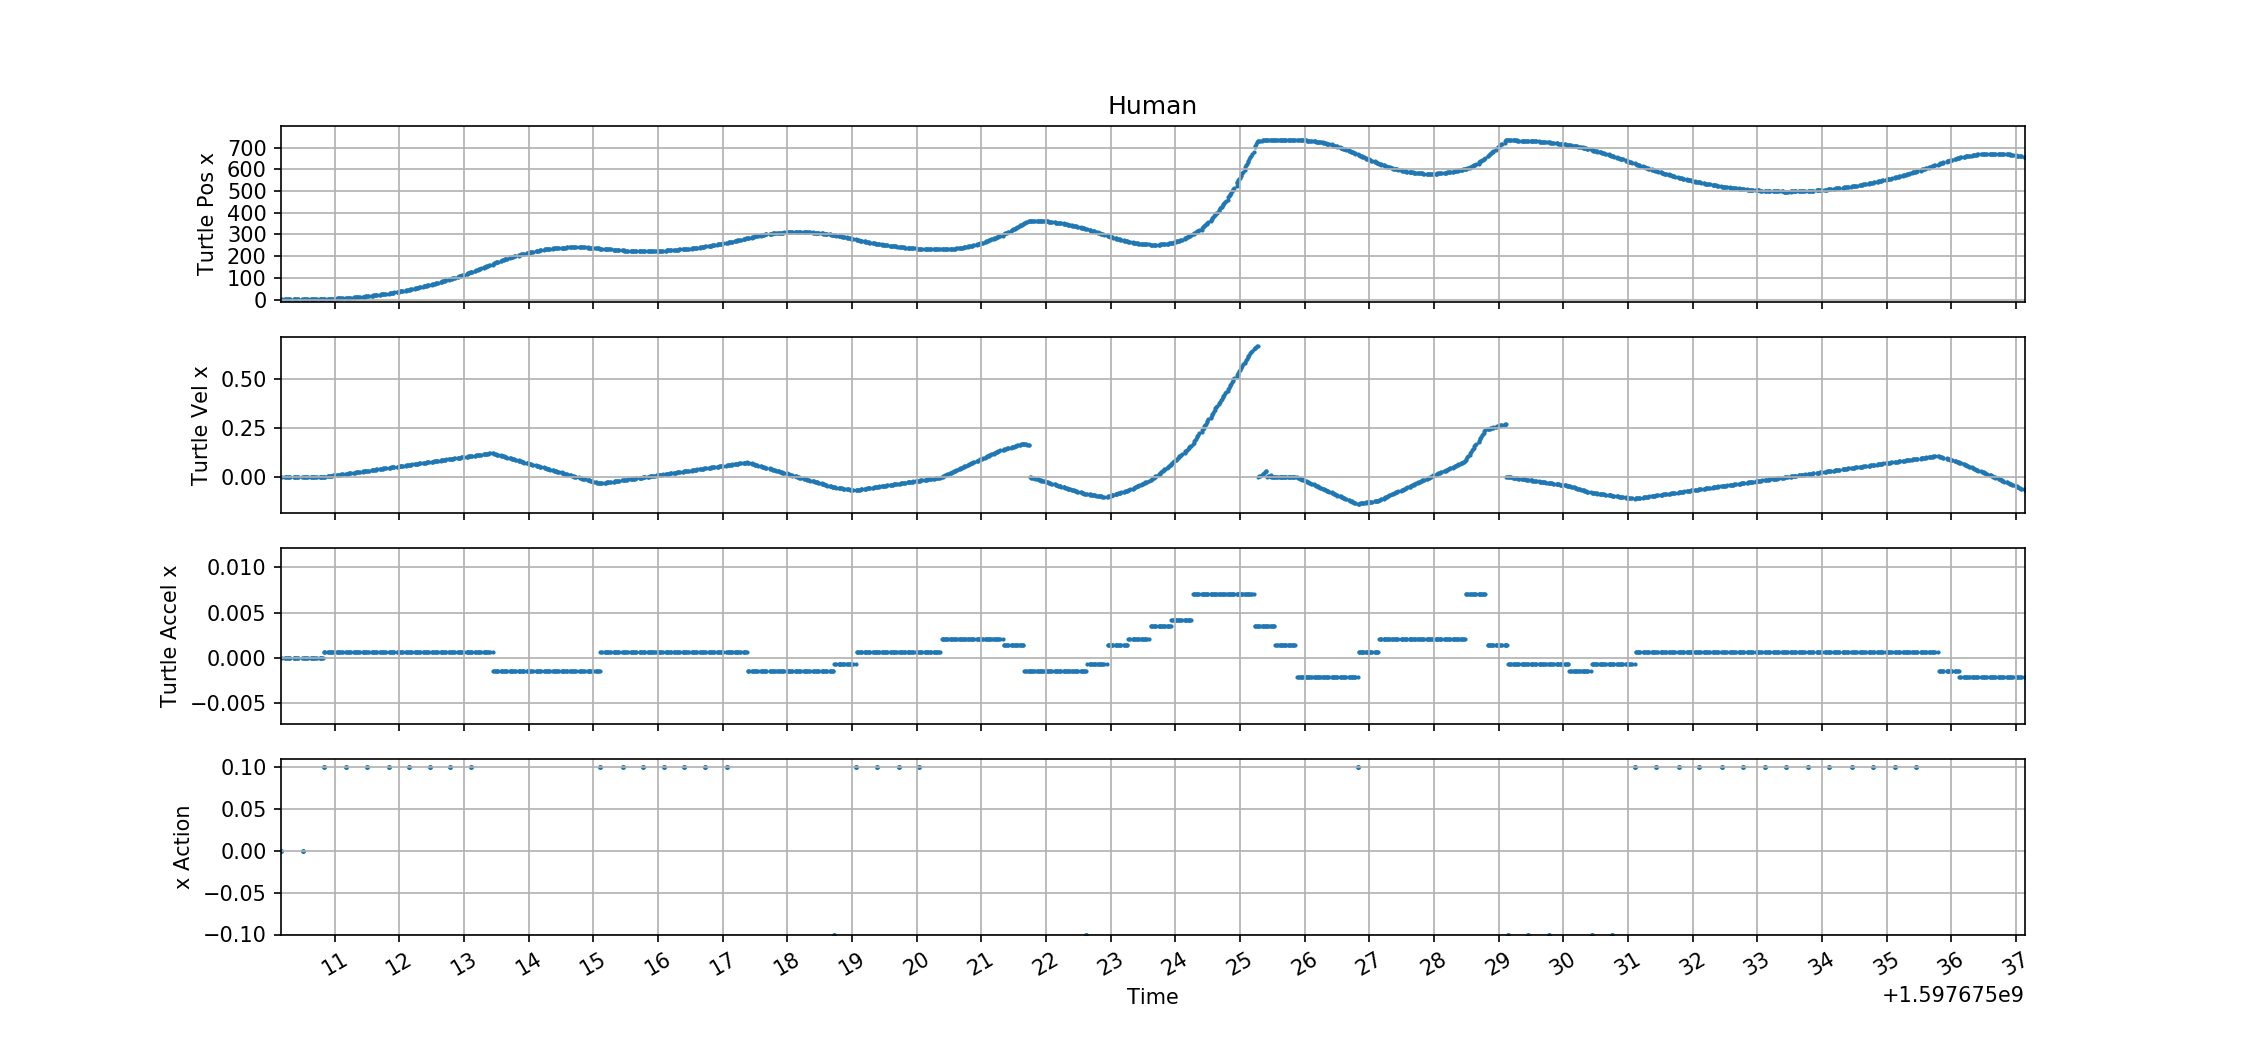 Human
Turtle Pos x
700
600
500
400
300
200
100
0
Turtle Vel x
0.50
0.25
0.00
Turtle Accel x
0.010
0.005
0.000
−0.005
x Action
0.10
0.05
0.00
−0.05
−0.10
11 12 13 14 15 16 17 18 19 20 21 22 23 24 25 26 27 28 29 30 31 32 33 34 35 36 37
Time
+1.597675e9